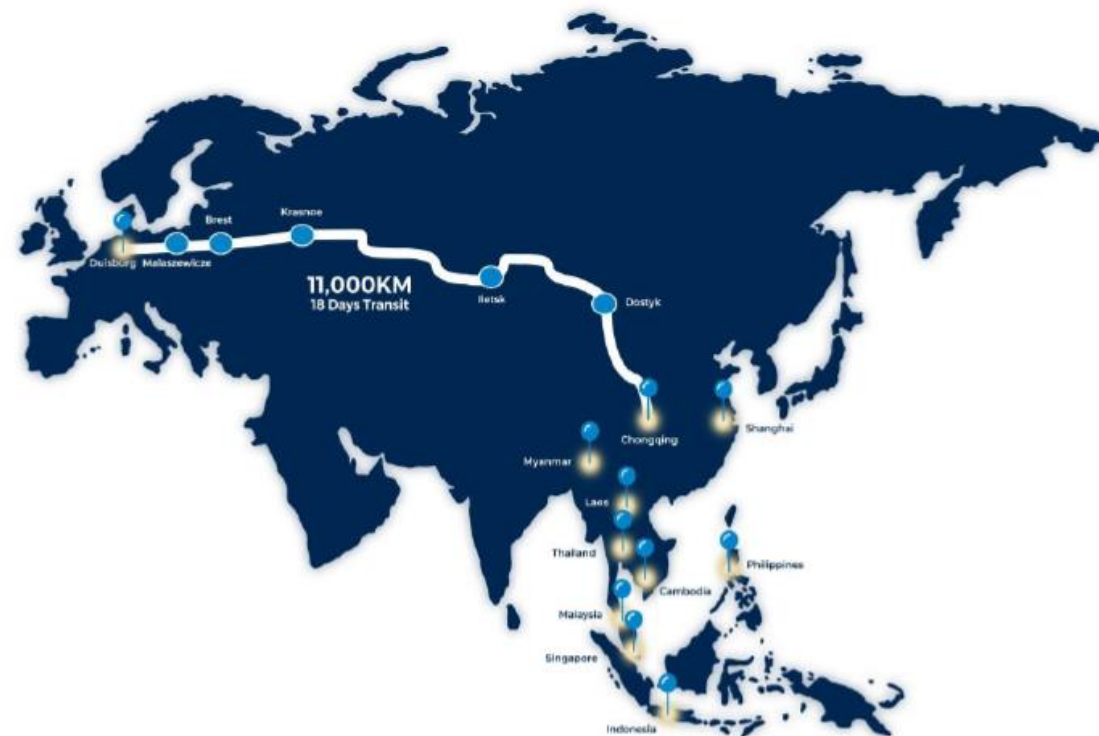 Krasnoe
Brest
Duisburg
Malaszewicze
11,000KM
18 Days Transit
Iletsk
Dostyk
Chongqing
Shanghai
Myanmar
Laos
Thailand
Philippines
Cambodia
Malaysia
Singapore
Indonesia